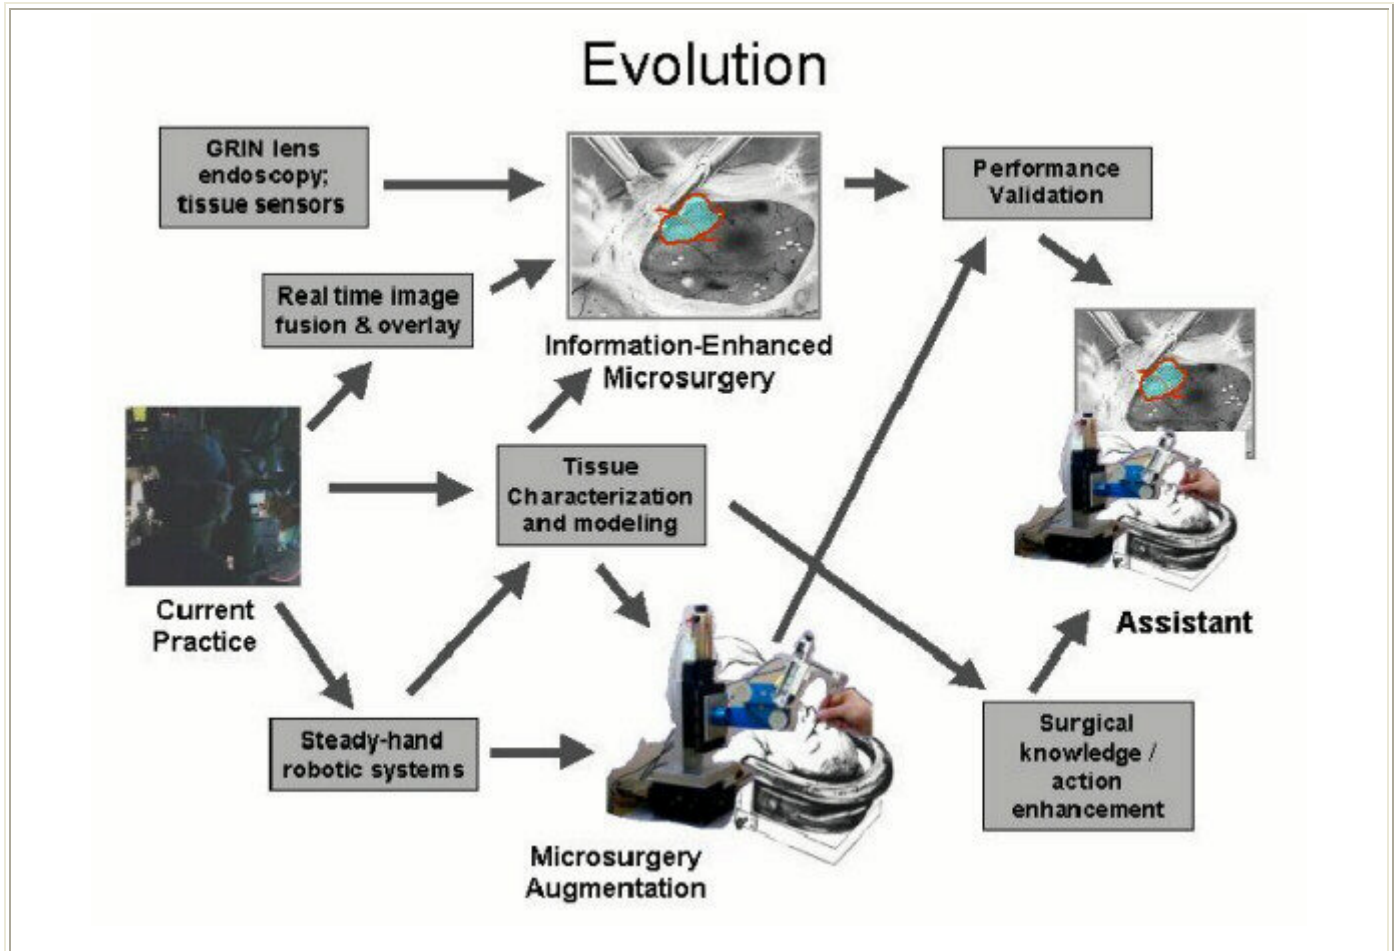 Evolution
GRIN lens
endoscopy;
tissue sensors
Performance
Validation
Real time image
fusion & overlay
Information-Enhanced
Microsurgery
Tissue
Characterization
and modeling
Current
Practice
Assistant
Steady-hand
robotic systems
Surgical
knowledge /
action
enhancement
Microsurgery
Augmentation